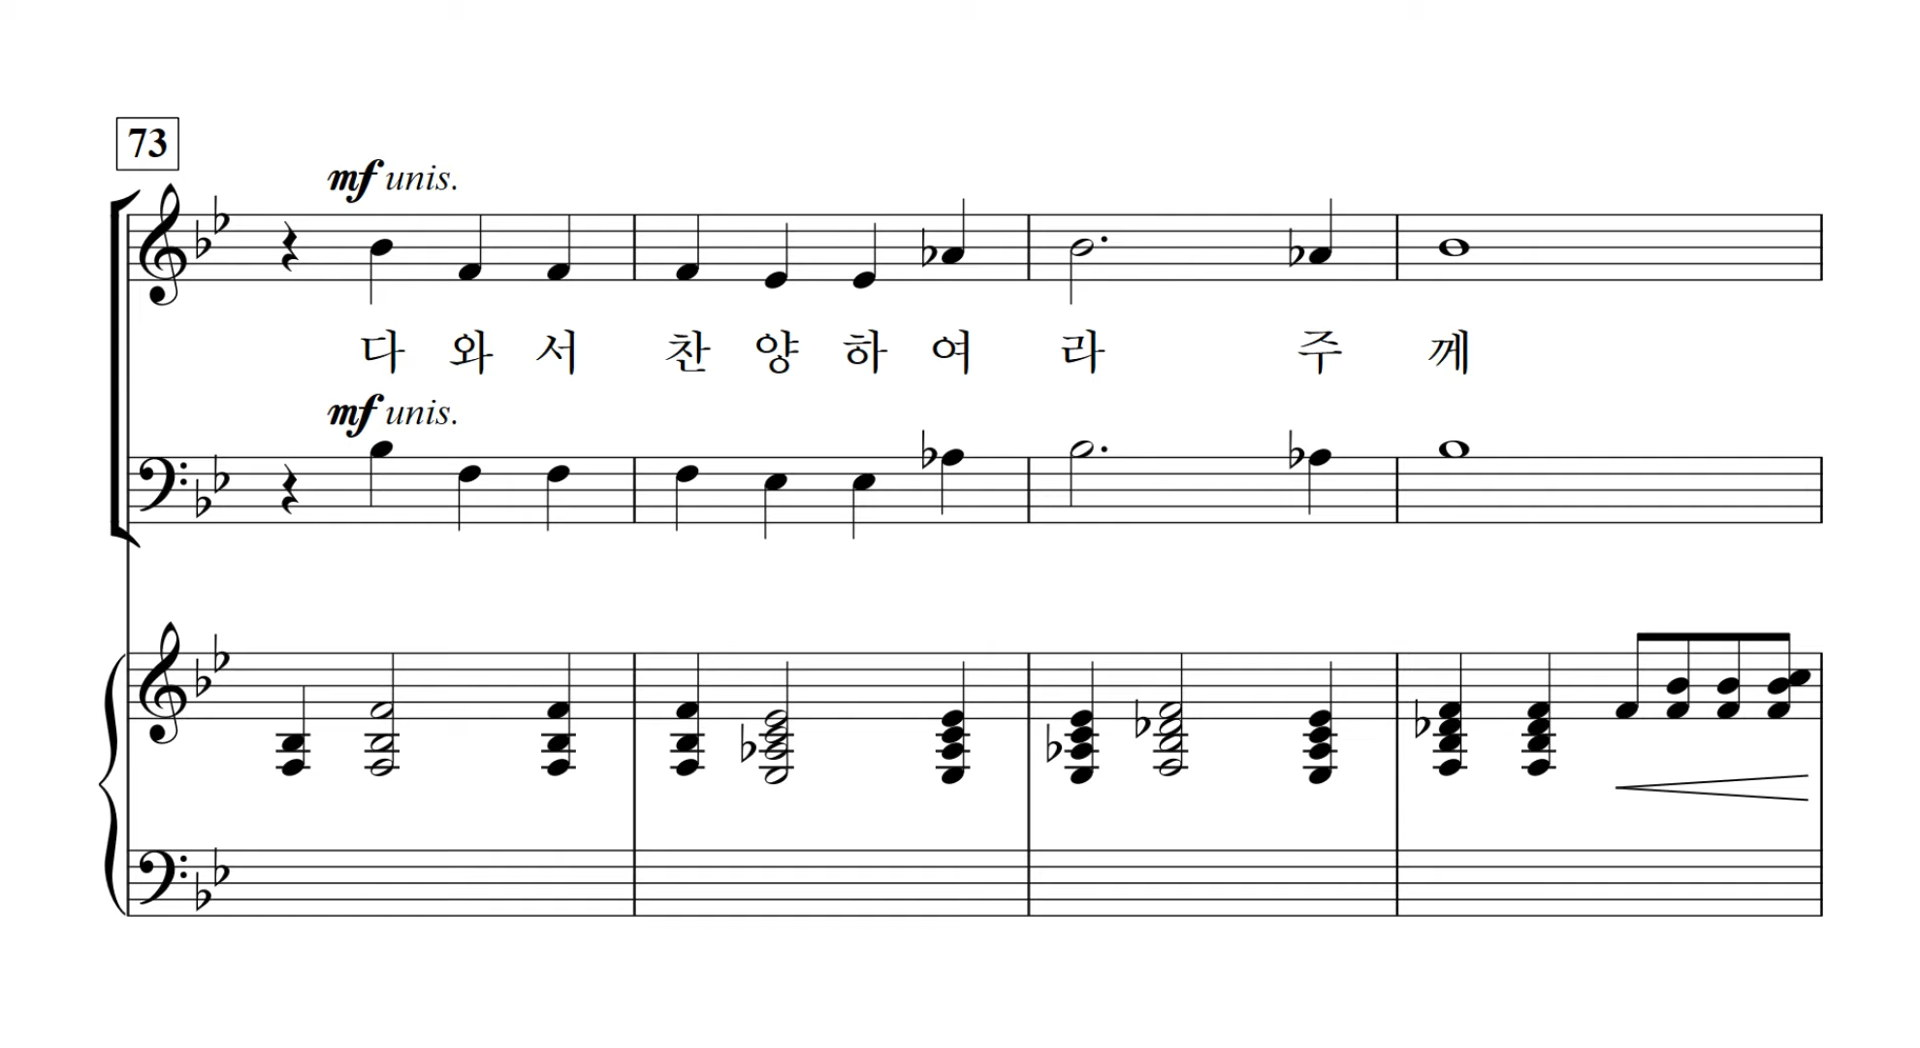 73
mf unis.
다 와 서 찬 양 하 여 라 주 께
mf unis.